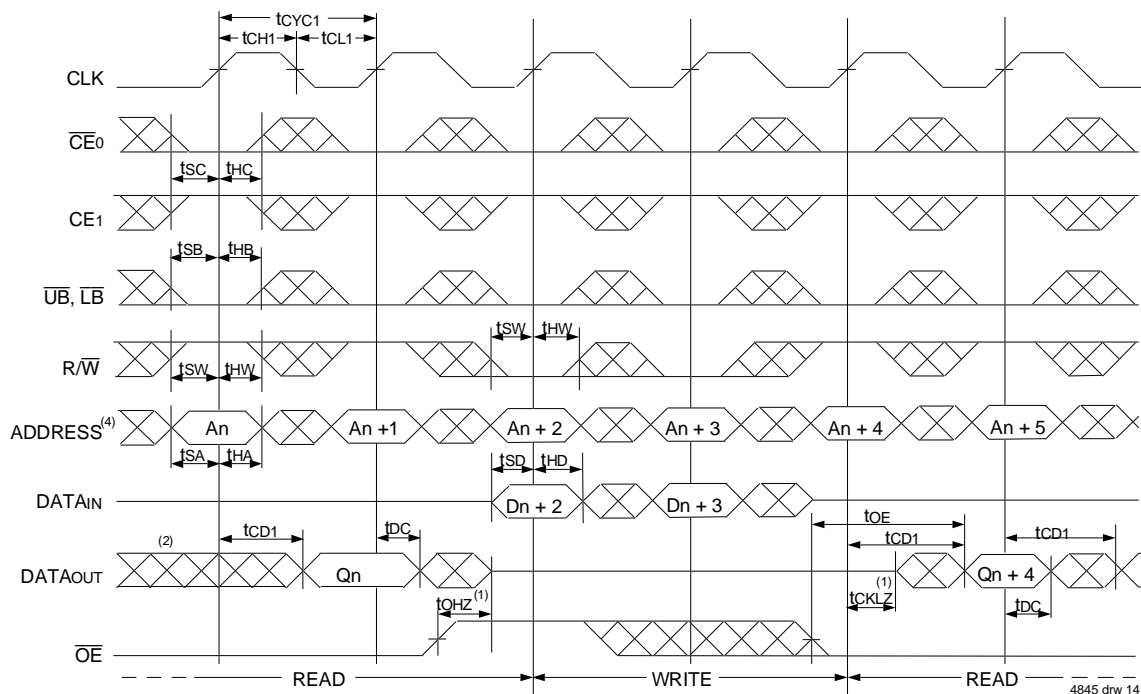 tCYC1
tCH1 tCL1
CLK
CE0
tSC tHC
CE1
tSB tHB
UB, LB
tSW tHW
R/W
tSW tHW
ADDRESS(4) An An +1 An + 2 An + 3 An + 4 An + 5
tSA tHA tSD tHD
DATAIN Dn + 2 Dn + 3
tOE
tCD1 tDC tCD1 tCD1
(2)
DATAOUT Qn Qn + 4
tOHZ(1) tCKLZ(1) tDC
OE
READ WRITE READ
4845 drw 14